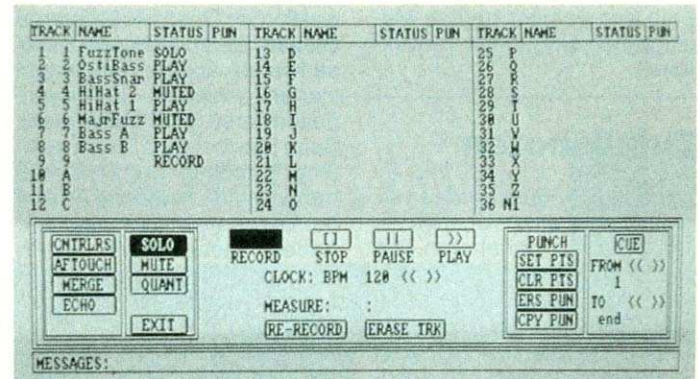 TRACK NAME STATUS PUN TRACK NAME STATUS PUN TRACK NAME STATUS PUN
1 1 FuzzTone SOLO 13 D 25 P
2 2 OstiBass PLAY 14 E 26 Q
3 3 BassSnar PLAY 15 F 27 R
4 4 HiHat 2 MUTED 16 G 28 S
5 5 HiHat 1 PLAY 17 H 29 T
6 6 MajrFuzz MUTED 18 I 30 U
7 7 Bass A PLAY 19 J 31 V
8 8 Bass B PLAY 20 K 32 W
9 9 RECORD 21 L 33 X
10 A 22 M 34 Y
11 B 23 N 35 Z
12 C 24 O 36 N1
CNTRLRS SOLO RECORD [] STOP || PAUSE >> PLAY PUNCH CUE
AFTOUCH MUTE SET PTS FROM << >>
MERGE QUANT CLOCK: BPM 120 << >> CLR PTS 1
ECHO MEASURE: : ERS PUN TO << >>
EXIT RE-RECORD ERASE TRK CPY PUN end
MESSAGES: